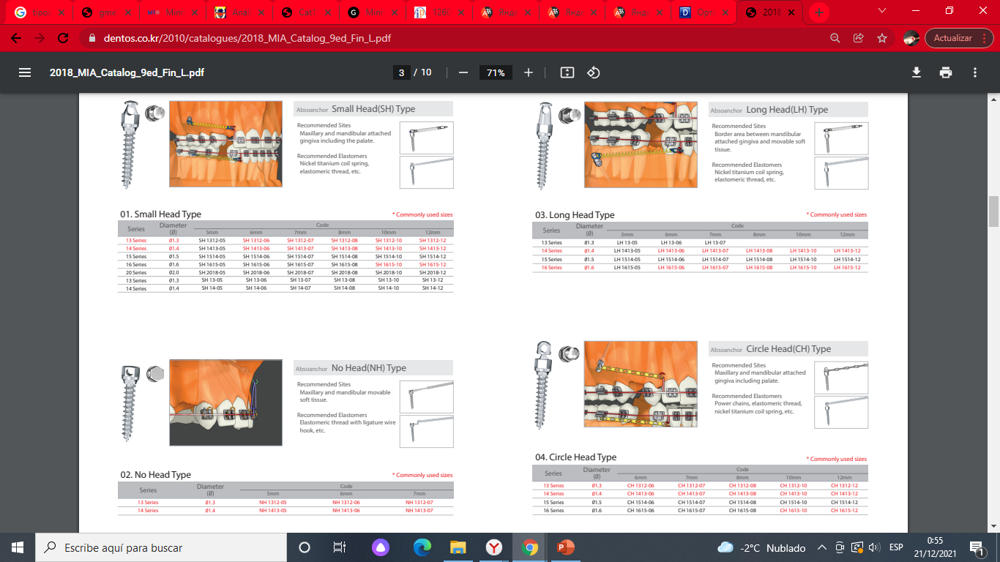 tipos
gme
Mini
Anál
Cat1
Mini
1260
Янде
Янде
Янде
Орто
2018
dentos.co.kr/2010/catalogues/2018_MIA_Catalog_9ed_Fin_L.pdf
Actualizar
2018_MIA_Catalog_9ed_Fin_L.pdf
3 / 10
71%
Absoanchor Small Head(SH) Type
Recommended Sites
Maxillary and mandibular attached
gingiva including the palate.
Recommended Elastomers
Nickel titanium coil spring,
elastomeric thread, etc.
01. Small Head Type
* Commonly used sizes
Series Diameter (Ø) Code
5mm 6mm 7mm 8mm 10mm 12mm
13 Series Ø1.3 SH 1312-05 SH 1312-06 SH 1312-07 SH 1312-08 SH 1312-10 SH 1312-12
14 Series Ø1.4 SH 1413-05 SH 1413-06 SH 1413-07 SH 1413-08 SH 1413-10 SH 1413-12
15 Series Ø1.5 SH 1514-05 SH 1514-06 SH 1514-07 SH 1514-08 SH 1514-10 SH 1514-12
16 Series Ø1.6 SH 1615-05 SH 1615-06 SH 1615-07 SH 1615-08 SH 1615-10 SH 1615-12
20 Series Ø2.0 SH 2018-05 SH 2018-06 SH 2018-07 SH 2018-08 SH 2018-10 SH 2018-12
13 Series Ø1.3 SH 13-05 SH 13-06 SH 13-07 SH 13-08 SH 13-10 SH 13-12
14 Series Ø1.4 SH 14-05 SH 14-06 SH 14-07 SH 14-08 SH 14-10 SH 14-12
Absoanchor Long Head(LH) Type
Recommended Sites
Border area between mandibular
attached gingiva and movable soft
tissue.
Recommended Elastomers
Nickel titanium coil spring,
elastomeric thread, etc.
03. Long Head Type
* Commonly used sizes
Series Diameter (Ø) Code
5mm 6mm 7mm 8mm 10mm 12mm
13 Series Ø1.3 LH 13-05 LH 13-06 LH 13-07
14 Series Ø1.4 LH 1413-05 LH 1413-06 LH 1413-07 LH 1413-08 LH 1413-10 LH 1413-12
15 Series Ø1.5 LH 1514-05 LH 1514-06 LH 1514-07 LH 1514-08 LH 1514-10 LH 1514-12
16 Series Ø1.6 LH 1615-05 LH 1615-06 LH 1615-07 LH 1615-08 LH 1615-10 LH 1615-12
Absoanchor No Head(NH) Type
Recommended Sites
Maxillary and mandibular movable
soft tissue.
Recommended Elastomers
Elastomeric thread with ligature wire
hook, etc.
02. No Head Type
* Commonly used sizes
Series Diameter (Ø) Code
5mm 6mm 7mm
13 Series Ø1.3 NH 1312-05 NH 1312-06 NH 1312-07
14 Series Ø1.4 NH 1413-05 NH 1413-06 NH 1413-07
Absoanchor Circle Head(CH) Type
Recommended Sites
Maxillary and mandibular attached
gingiva including palate.
Recommended Elastomers
Power chains, elastomeric thread,
nickel titanium coil spring, etc.
04. Circle Head Type
* Commonly used sizes
Series Diameter (Ø) Code
6mm 7mm 8mm 10mm 12mm
13 Series Ø1.3 CH 1312-06 CH 1312-07 CH 1312-08 CH 1312-10 CH 1312-12
14 Series Ø1.4 CH 1413-06 CH 1413-07 CH 1413-08 CH 1413-10 CH 1413-12
15 Series Ø1.5 CH 1514-06 CH 1514-07 CH 1514-08 CH 1514-10 CH 1514-12
16 Series Ø1.6 CH 1615-06 CH 1615-07 CH 1615-08 CH 1615-10 CH 1615-12
Escribe aquí para buscar
-2°C Nublado
ESP
0:55
21/12/2021
1